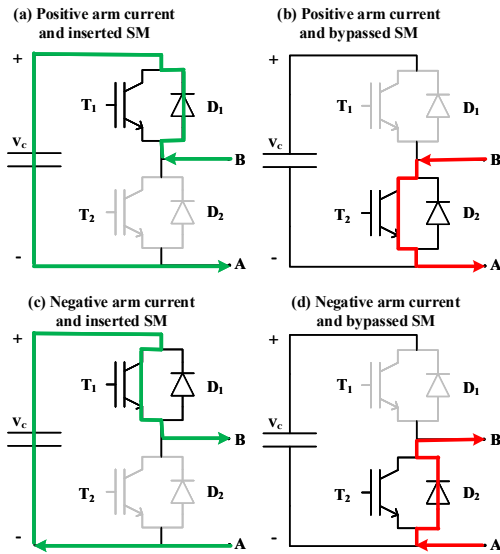 (a) Positive arm current
and inserted SM
+
T1
D1
vc
B
T2
D2
-
A
(b) Positive arm current
and bypassed SM
+
T1
D1
vc
B
T2
D2
-
A
(c) Negative arm current
and inserted SM
+
T1
D1
vc
B
T2
D2
-
A
(d) Negative arm current
and bypassed SM
+
T1
D1
vc
B
T2
D2
-
A